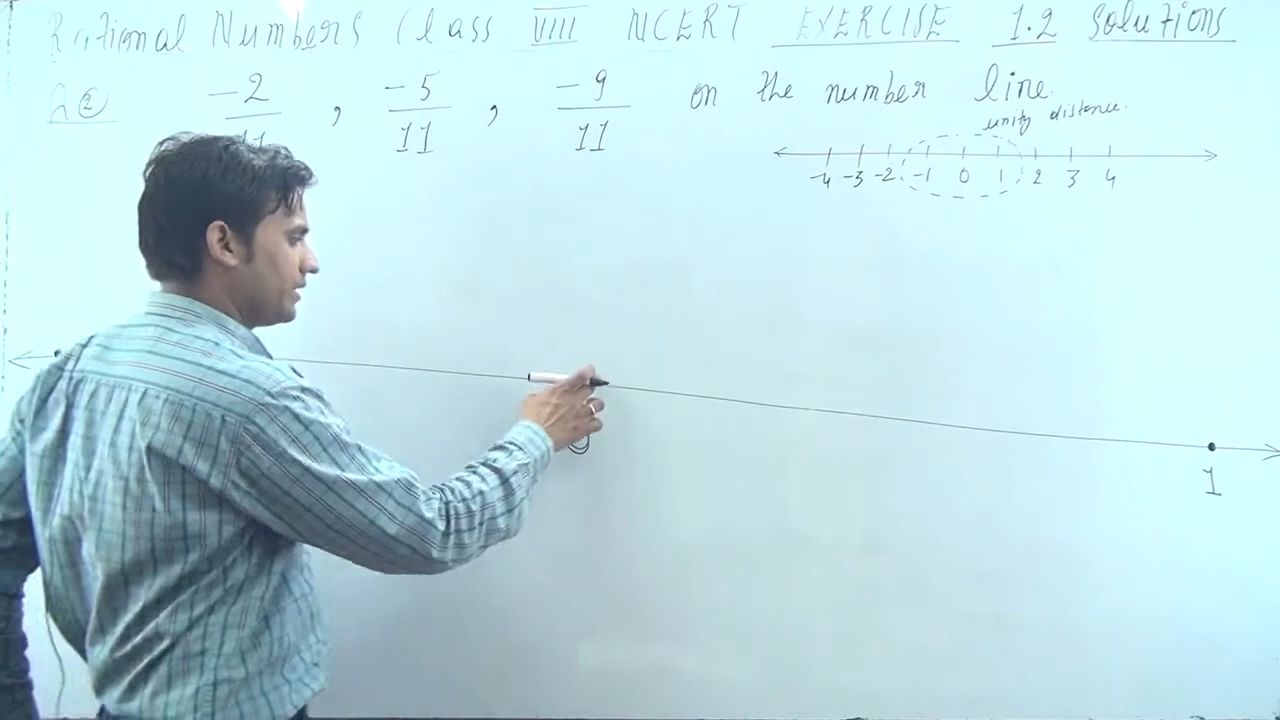 Rational Numbers Class VIII NCERT EXERCISE 1.2 Solutions
Q② -2/11 , -5/11 , -9/11 on the number line.
unity distance.
-4 -3 -2 -1 0 1 2 3 4
1